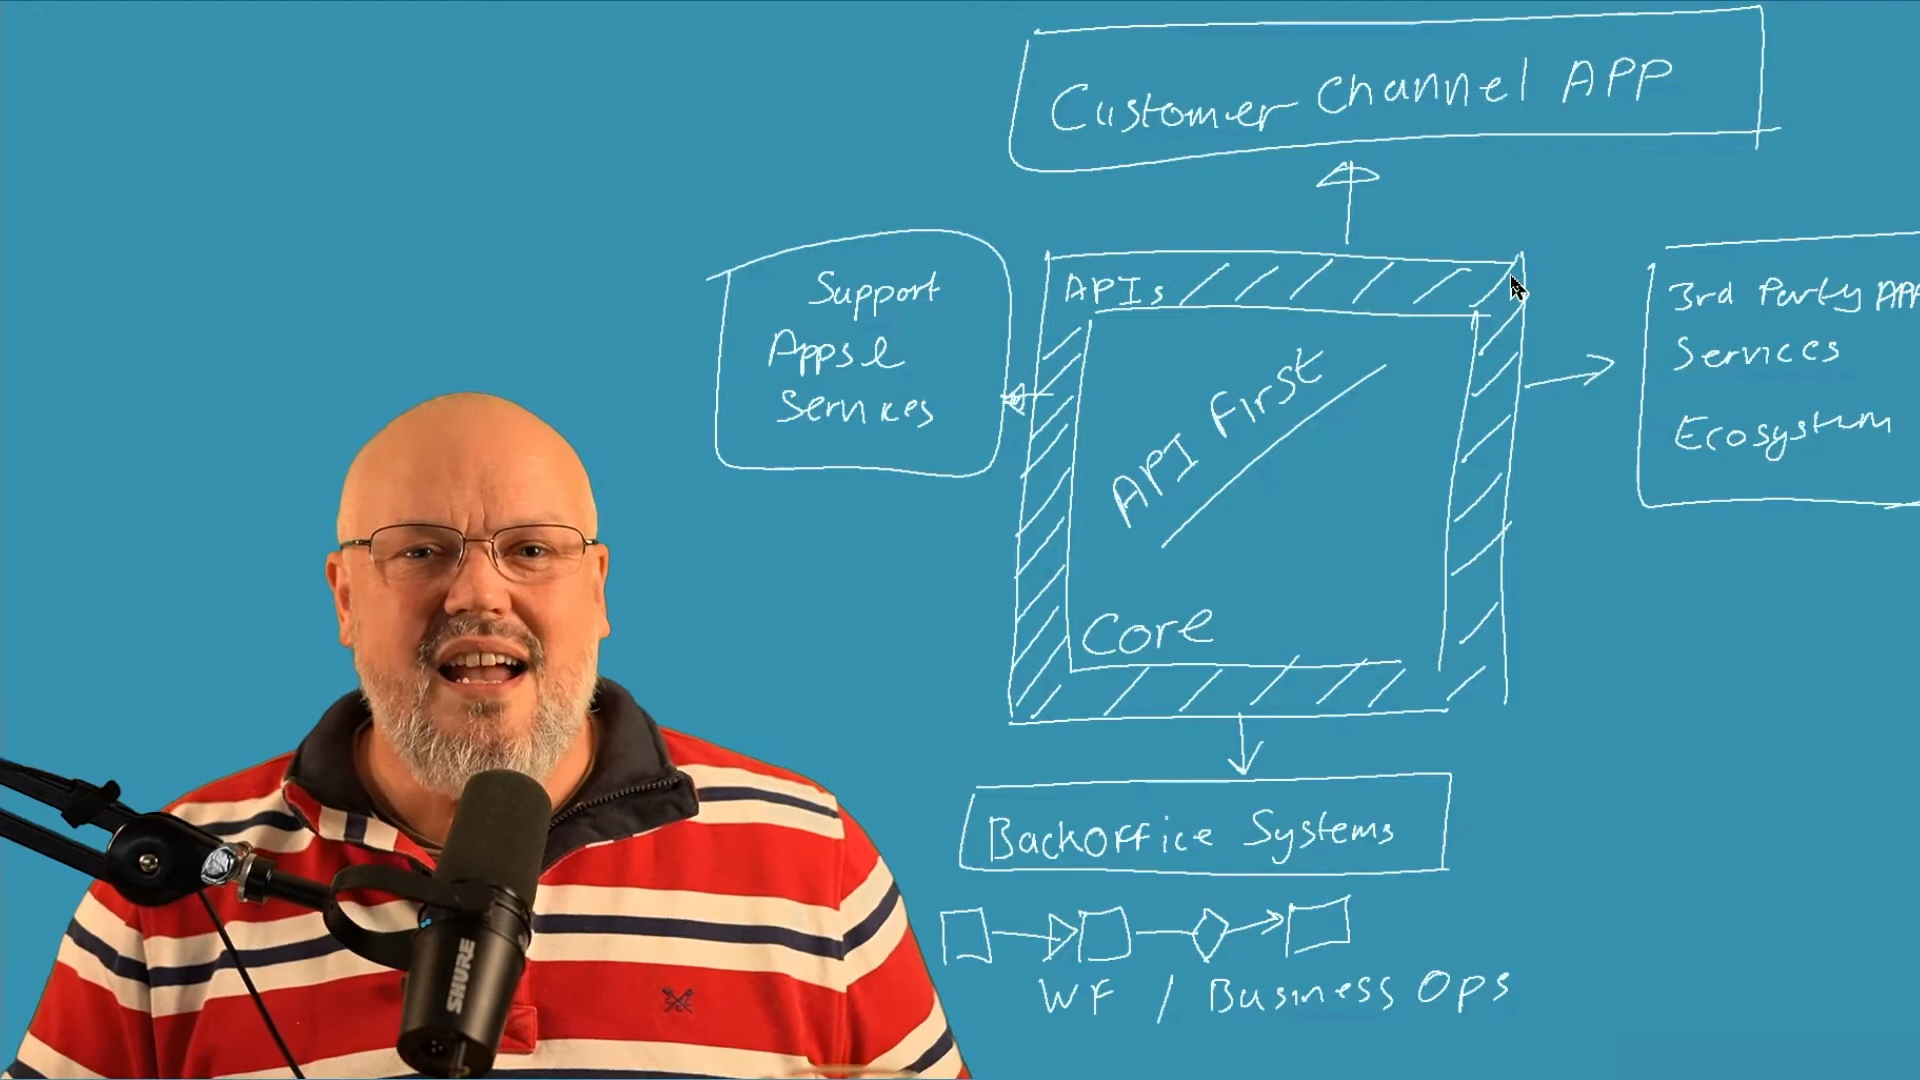 Customer Channel APP
Support
Apps &
Services
APIs
API First
Core
3rd Party APP
Services
Ecosystem
BackOffice Systems
WF / Business Ops
SHURE